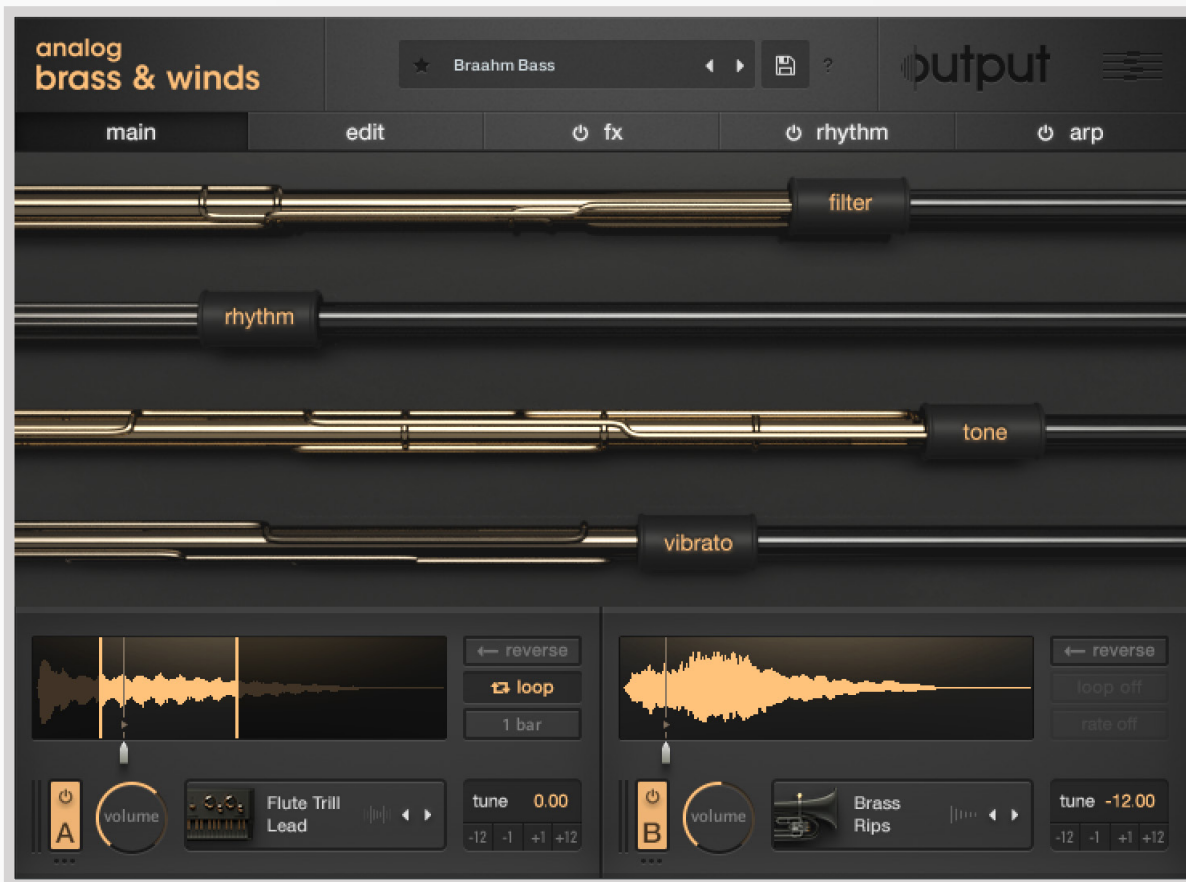 analog
brass & winds
Braahm Bass
?
output
main
edit
fx
rhythm
arp
filter
rhythm
tone
vibrato
reverse
loop
1 bar
reverse
loop off
rate off
A
volume
Flute Trill
Lead
tune 0.00
-12 -1 +1 +12
B
volume
Brass
Rips
tune -12.00
-12 -1 +1 +12